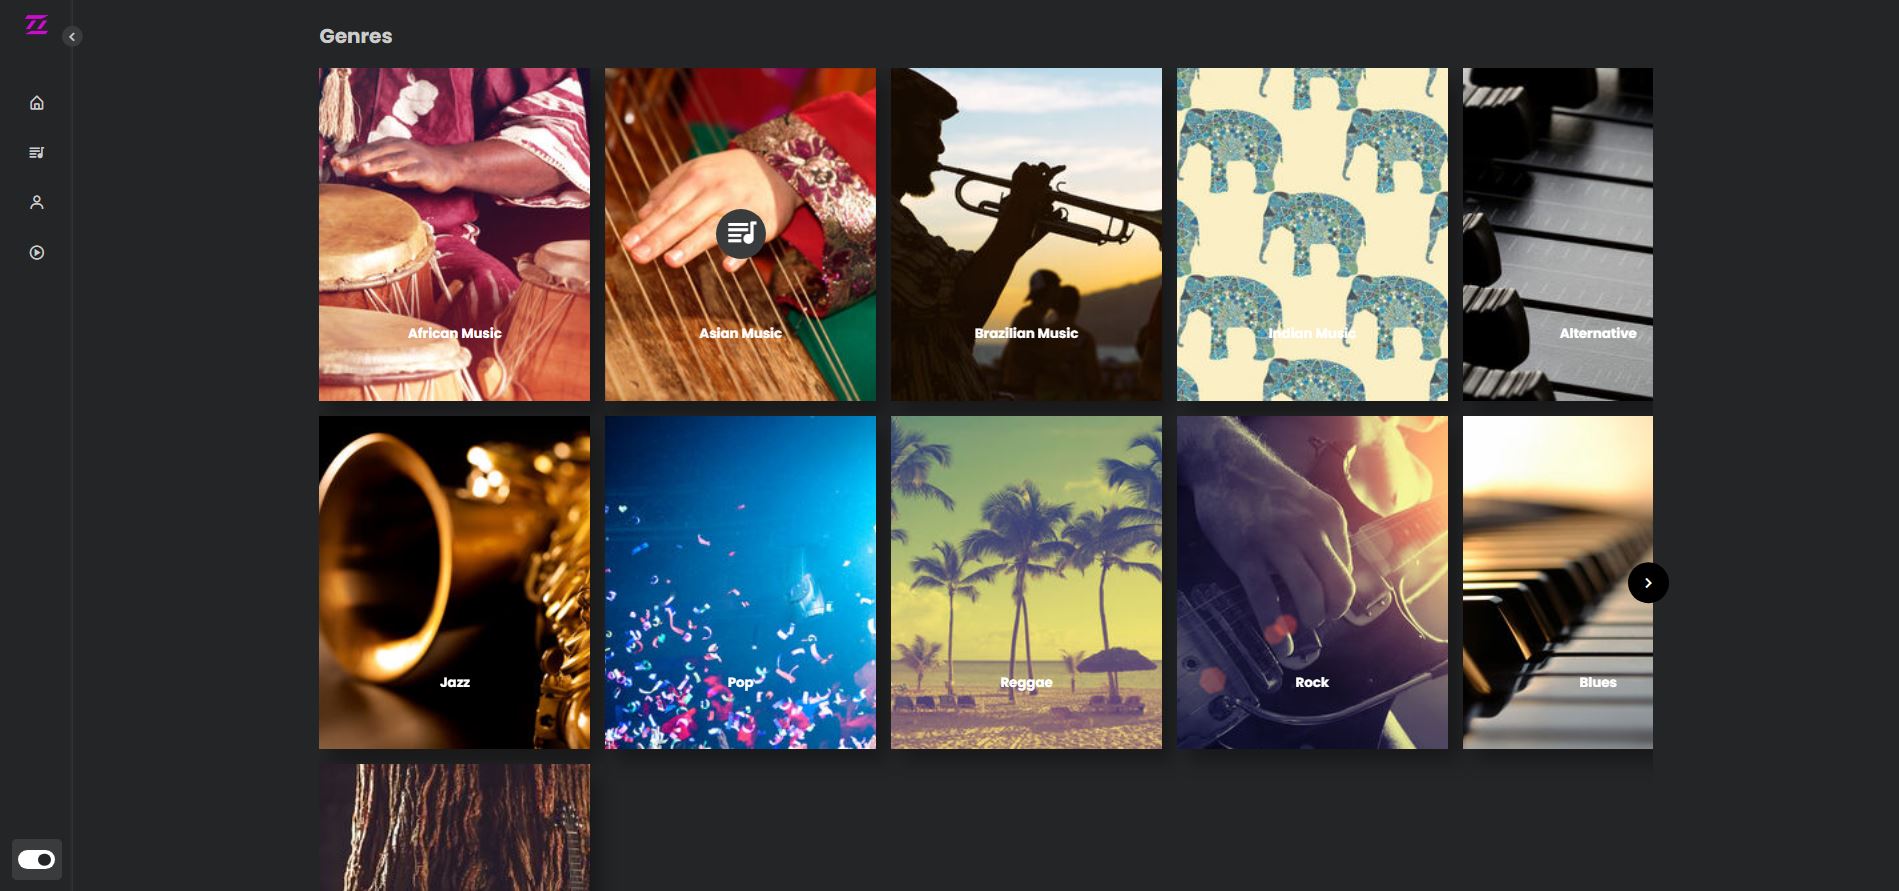 Genres
African Music
Asian Music
Brazilian Music
Indian Music
Alternative
Jazz
Pop
Reggae
Rock
Blues